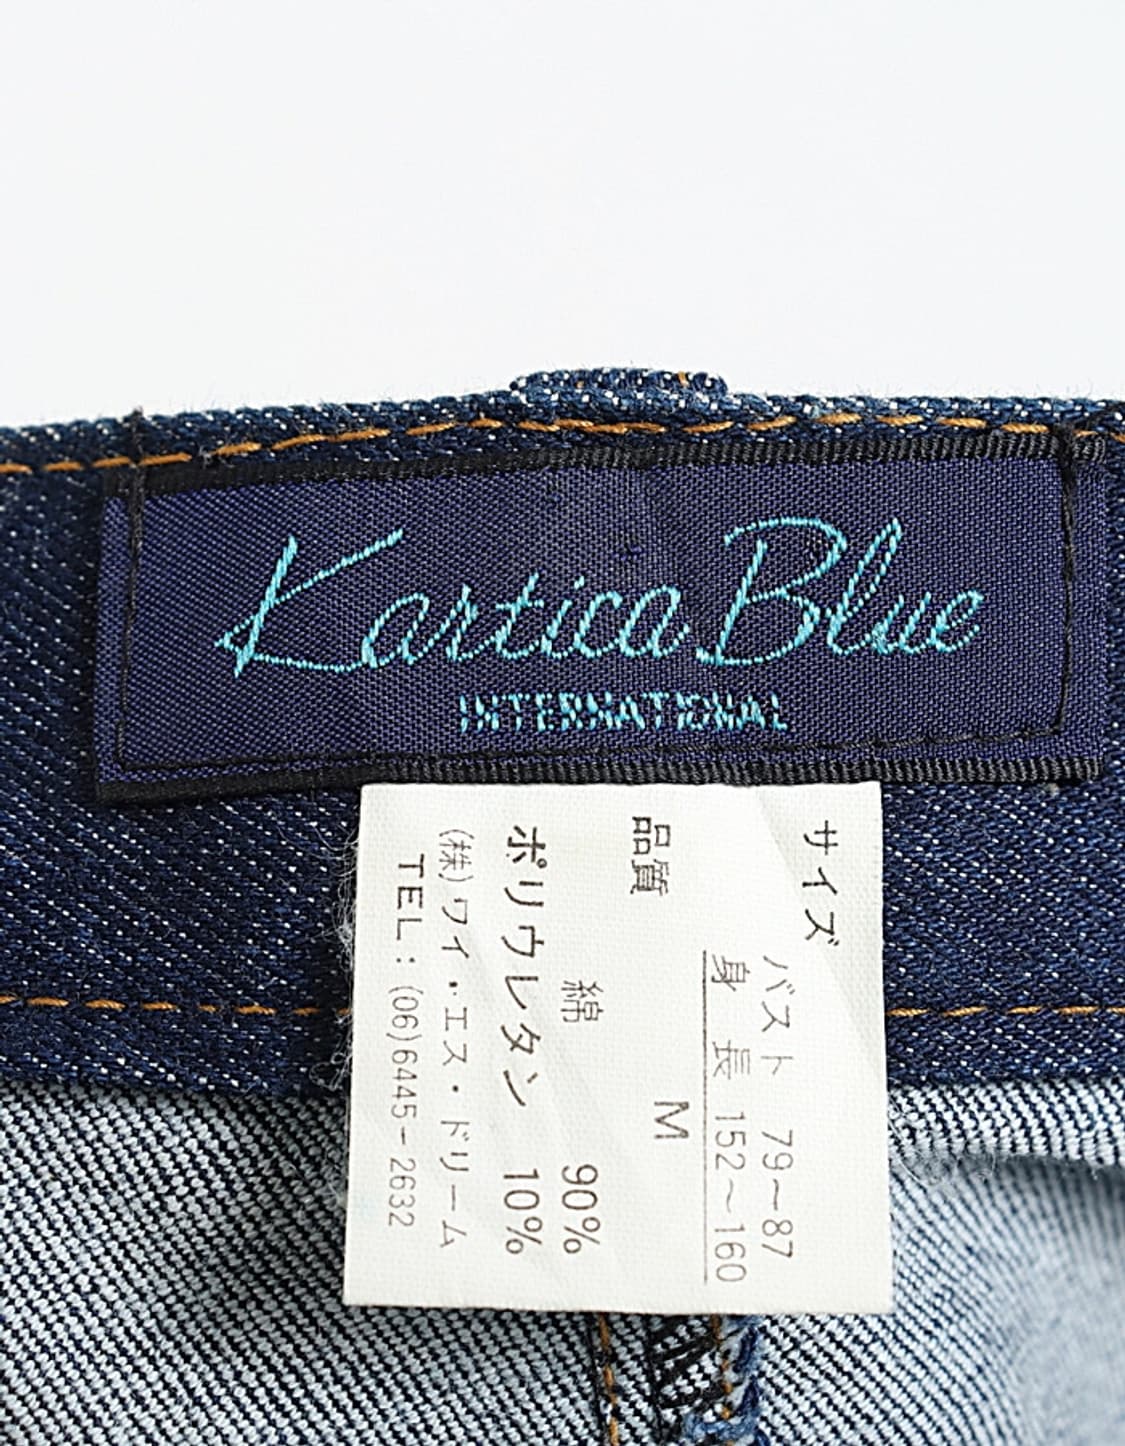 Kartica Blue
INTERNATIONAL
サイズ
バスト 79～87
身 長 152～160
M
品質
綿 90%
ポリウレタン 10%
(株)ワイ・エス・ドリーム
TEL:(06)6445-2632